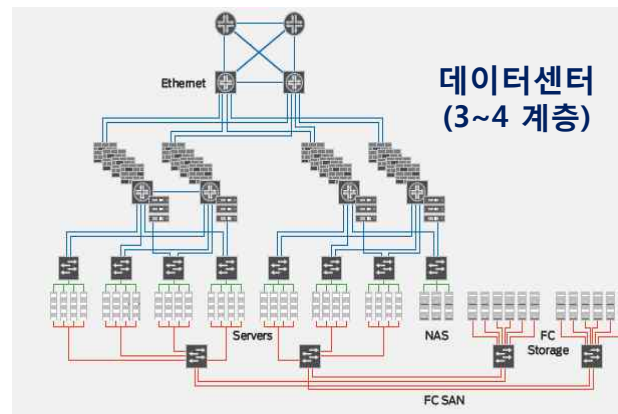 데이터센터
(3~4 계층)
Ethernet
Servers
NAS
FC
Storage
FC SAN